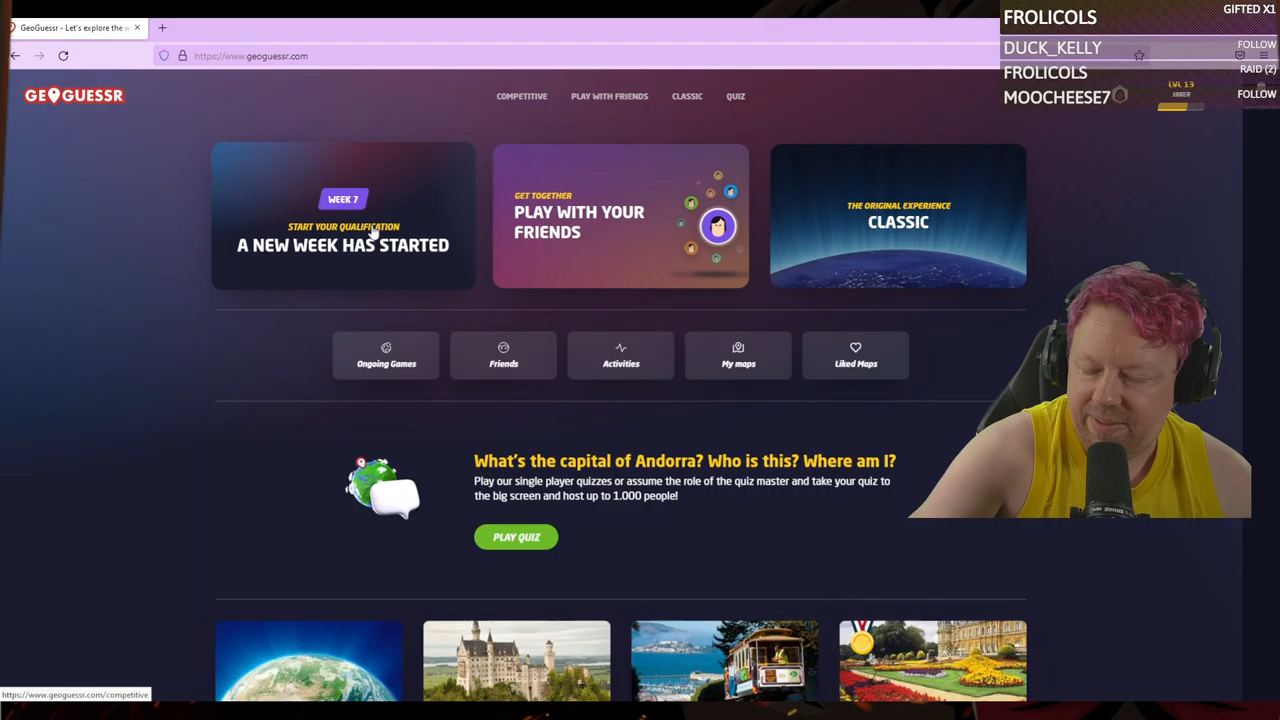 GeoGuessr - Let's explore the w
https://www.geoguessr.com
FROLICOLS
GIFTED X1
DUCK_KELLY
FOLLOW
FROLICOLS
RAID (2)
MOOCHEESE7
FOLLOW
GEOGUESSR
COMPETITIVE
PLAY WITH FRIENDS
CLASSIC
QUIZ
LVL 13
HIKER
WEEK 7
START YOUR QUALIFICATION
A NEW WEEK HAS STARTED
GET TOGETHER
PLAY WITH YOUR
FRIENDS
THE ORIGINAL EXPERIENCE
CLASSIC
Ongoing Games
Friends
Activities
My maps
Liked Maps
What's the capital of Andorra? Who is this? Where am I?
Play our single player quizzes or assume the role of the quiz master and take your quiz to
the big screen and host up to 1.000 people!
PLAY QUIZ
https://www.geoguessr.com/competitive